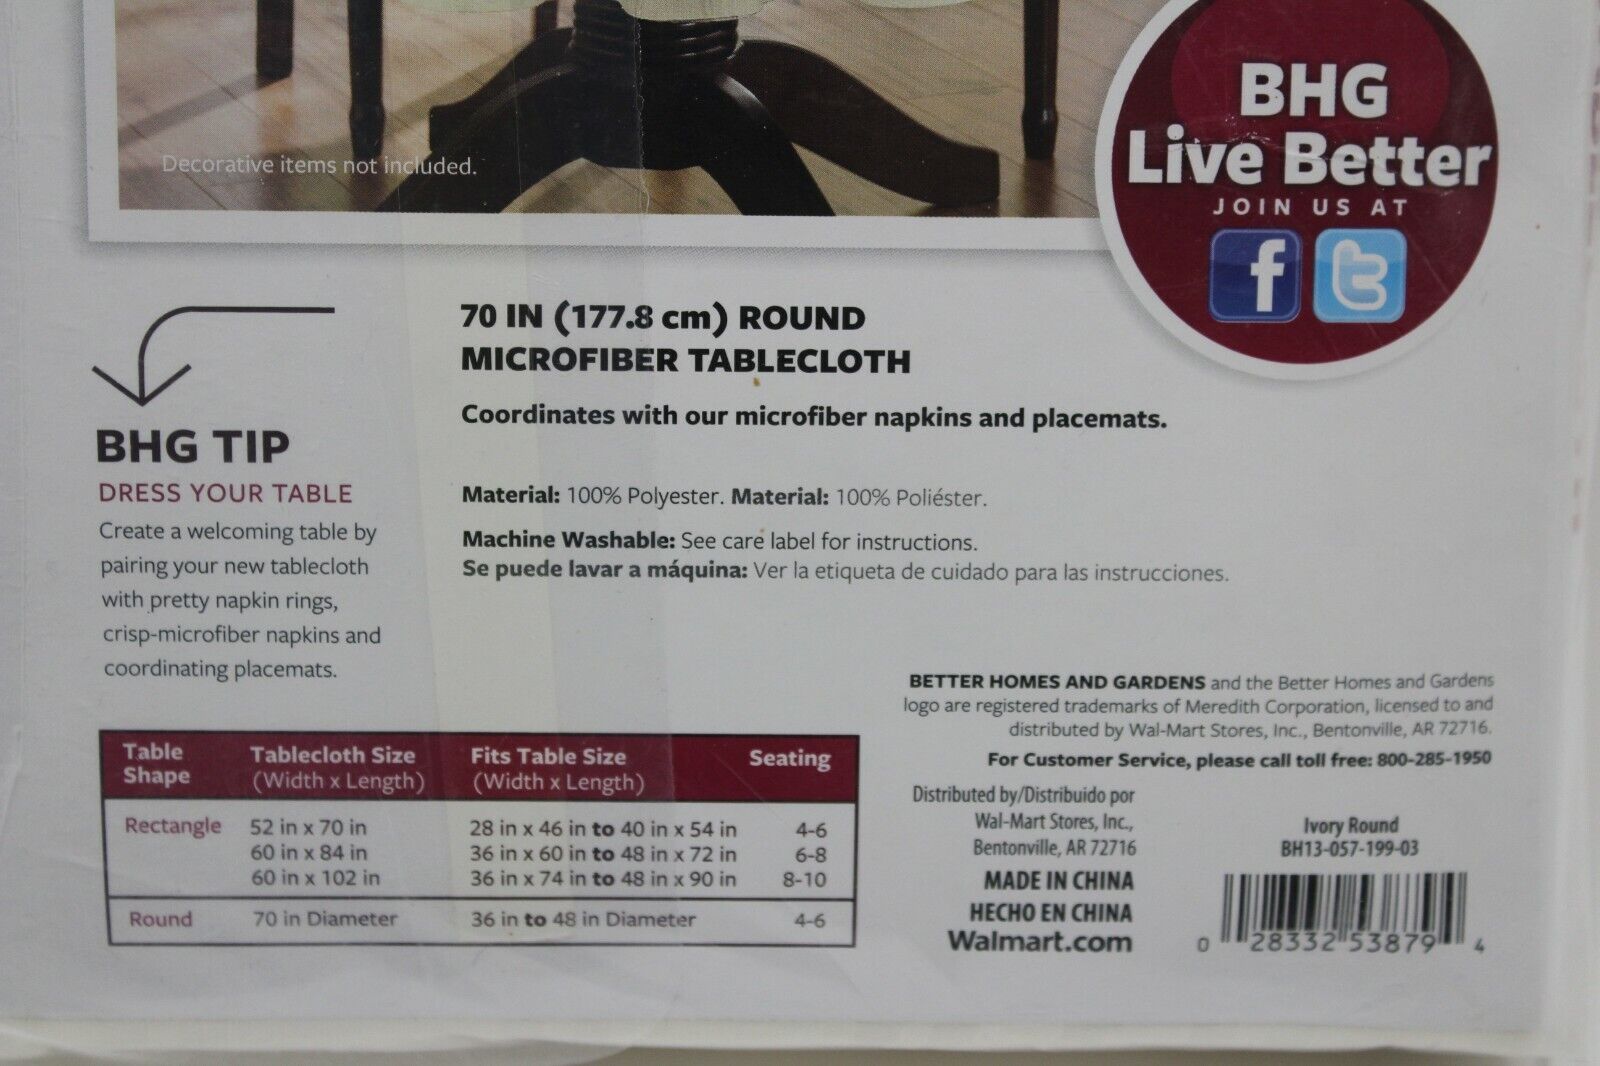 Decorative items not included.
BHG
Live Better
JOIN US AT
f t
70 IN (177.8 cm) ROUND
MICROFIBER TABLECLOTH
Coordinates with our microfiber napkins and placemats.
Material: 100% Polyester. Material: 100% Poliéster.
Machine Washable: See care label for instructions.
Se puede lavar a máquina: Ver la etiqueta de cuidado para las instrucciones.
BHG TIP
DRESS YOUR TABLE
Create a welcoming table by
pairing your new tablecloth
with pretty napkin rings,
crisp-microfiber napkins and
coordinating placemats.
BETTER HOMES AND GARDENS and the Better Homes and Gardens
logo are registered trademarks of Meredith Corporation, licensed to and
distributed by Wal-Mart Stores, Inc., Bentonville, AR 72716.
For Customer Service, please call toll free: 800-285-1950
Table Shape Tablecloth Size (Width x Length) Fits Table Size (Width x Length) Seating
Rectangle 52 in x 70 in 28 in x 46 in to 40 in x 54 in 4-6
60 in x 84 in 36 in x 60 in to 48 in x 72 in 6-8
60 in x 102 in 36 in x 74 in to 48 in x 90 in 8-10
Round 70 in Diameter 36 in to 48 in Diameter 4-6
Distributed by/Distribuido por
Wal-Mart Stores, Inc.,
Bentonville, AR 72716
MADE IN CHINA
HECHO EN CHINA
Walmart.com
Ivory Round
BH13-057-199-03
0 28332 53879 4